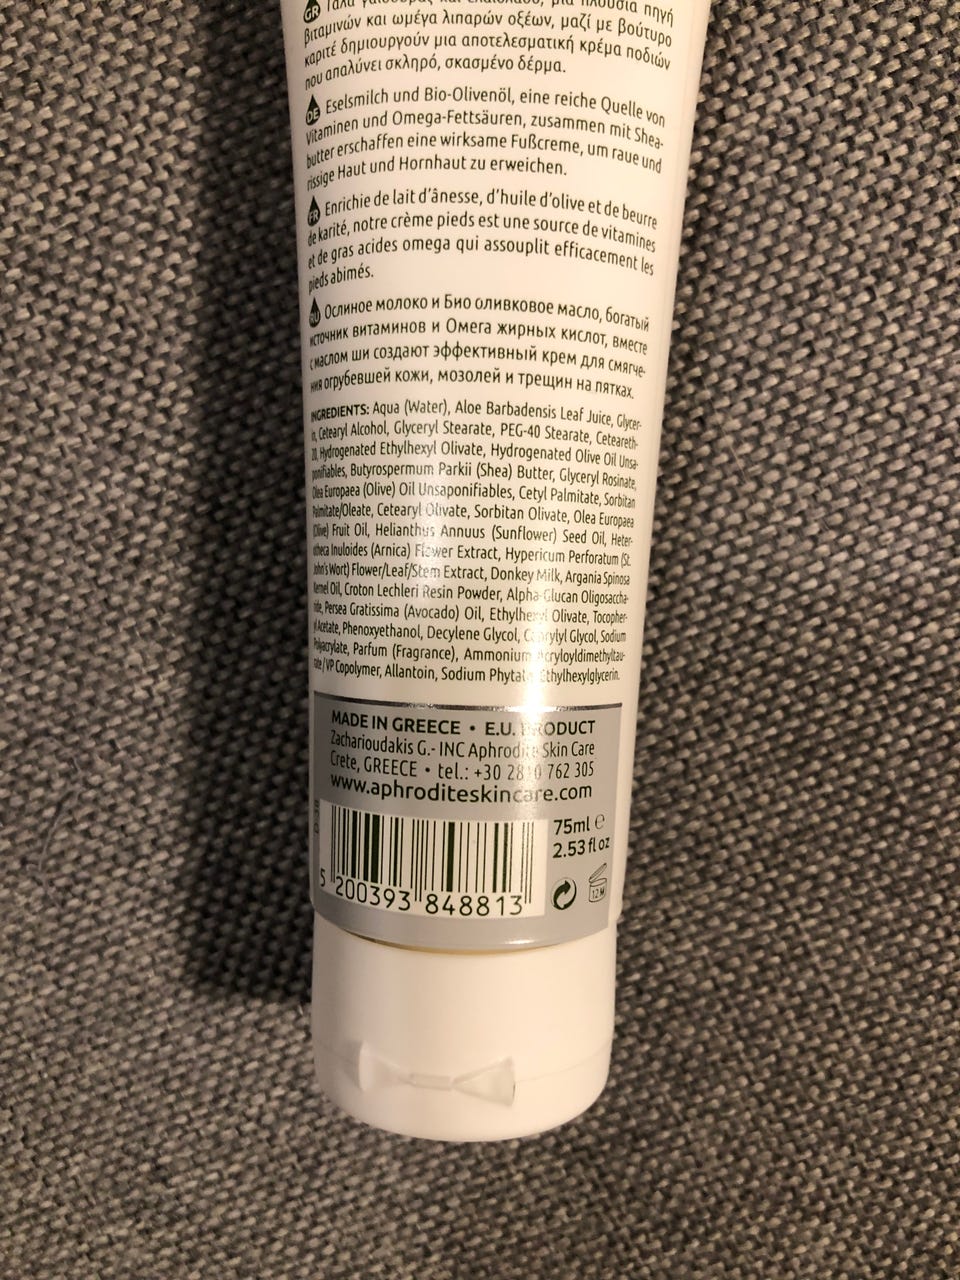 GR Γάλα γαϊδούρας και ελαιόλαδο, μια πλούσια πηγή
βιταμινών και ωμέγα λιπαρών οξέων, μαζί με βούτυρο
καριτέ δημιουργούν μια αποτελεσματική κρέμα ποδιών
που απαλύνει σκληρό, σκασμένο δέρμα.
DE Eselsmilch und Bio-Olivenöl, eine reiche Quelle von
Vitaminen und Omega-Fettsäuren, zusammen mit Shea-
butter erschaffen eine wirksame Fußcreme, um raue und
rissige Haut und Hornhaut zu erweichen.
FR Enrichie de lait d'ânesse, d'huile d'olive et de beurre
de karité, notre crème pieds est une source de vitamines
et de gras acides omega qui assouplit efficacement les
pieds abimés.
RU Ослиное молоко и Био оливковое масло, богатый
источник витаминов и Омега жирных кислот, вместе
с маслом ши создают эффективный крем для смягче-
ния огрубевшей кожи, мозолей и трещин на пятках.
INGREDIENTS: Aqua (Water), Aloe Barbadensis Leaf Juice, Glycer-
in, Cetearyl Alcohol, Glyceryl Stearate, PEG-40 Stearate, Ceteareth-
20, Hydrogenated Ethylhexyl Olivate, Hydrogenated Olive Oil Unsa-
ponifiables, Butyrospermum Parkii (Shea) Butter, Glyceryl Rosinate,
Olea Europaea (Olive) Oil Unsaponifiables, Cetyl Palmitate, Sorbitan
Palmitate/Oleate, Cetearyl Olivate, Sorbitan Olivate, Olea Europaea
(Olive) Fruit Oil, Helianthus Annuus (Sunflower) Seed Oil, Heter-
otheca Inuloides (Arnica) Flower Extract, Hypericum Perforatum (St.
John's Wort) Flower/Leaf/Stem Extract, Donkey Milk, Argania Spinosa
Kernel Oil, Croton Lechleri Resin Powder, Alpha-Glucan Oligosaccha-
ride, Persea Gratissima (Avocado) Oil, Ethylhexyl Olivate, Tocopher-
yl Acetate, Phenoxyethanol, Decylene Glycol, Caprylyl Glycol, Sodium
Polyacrylate, Parfum (Fragrance), Ammonium Acryloyldimethyltau-
rate/VP Copolymer, Allantoin, Sodium Phytate, Ethylhexylglycerin.
MADE IN GREECE • E.U. PRODUCT
Zacharioudakis G.- INC Aphrodite Skin Care
Crete, GREECE • tel.: +30 2810 762 305
www.aphroditeskincare.com
75ml e
2.53 fl oz
12 M
5 200393 848813